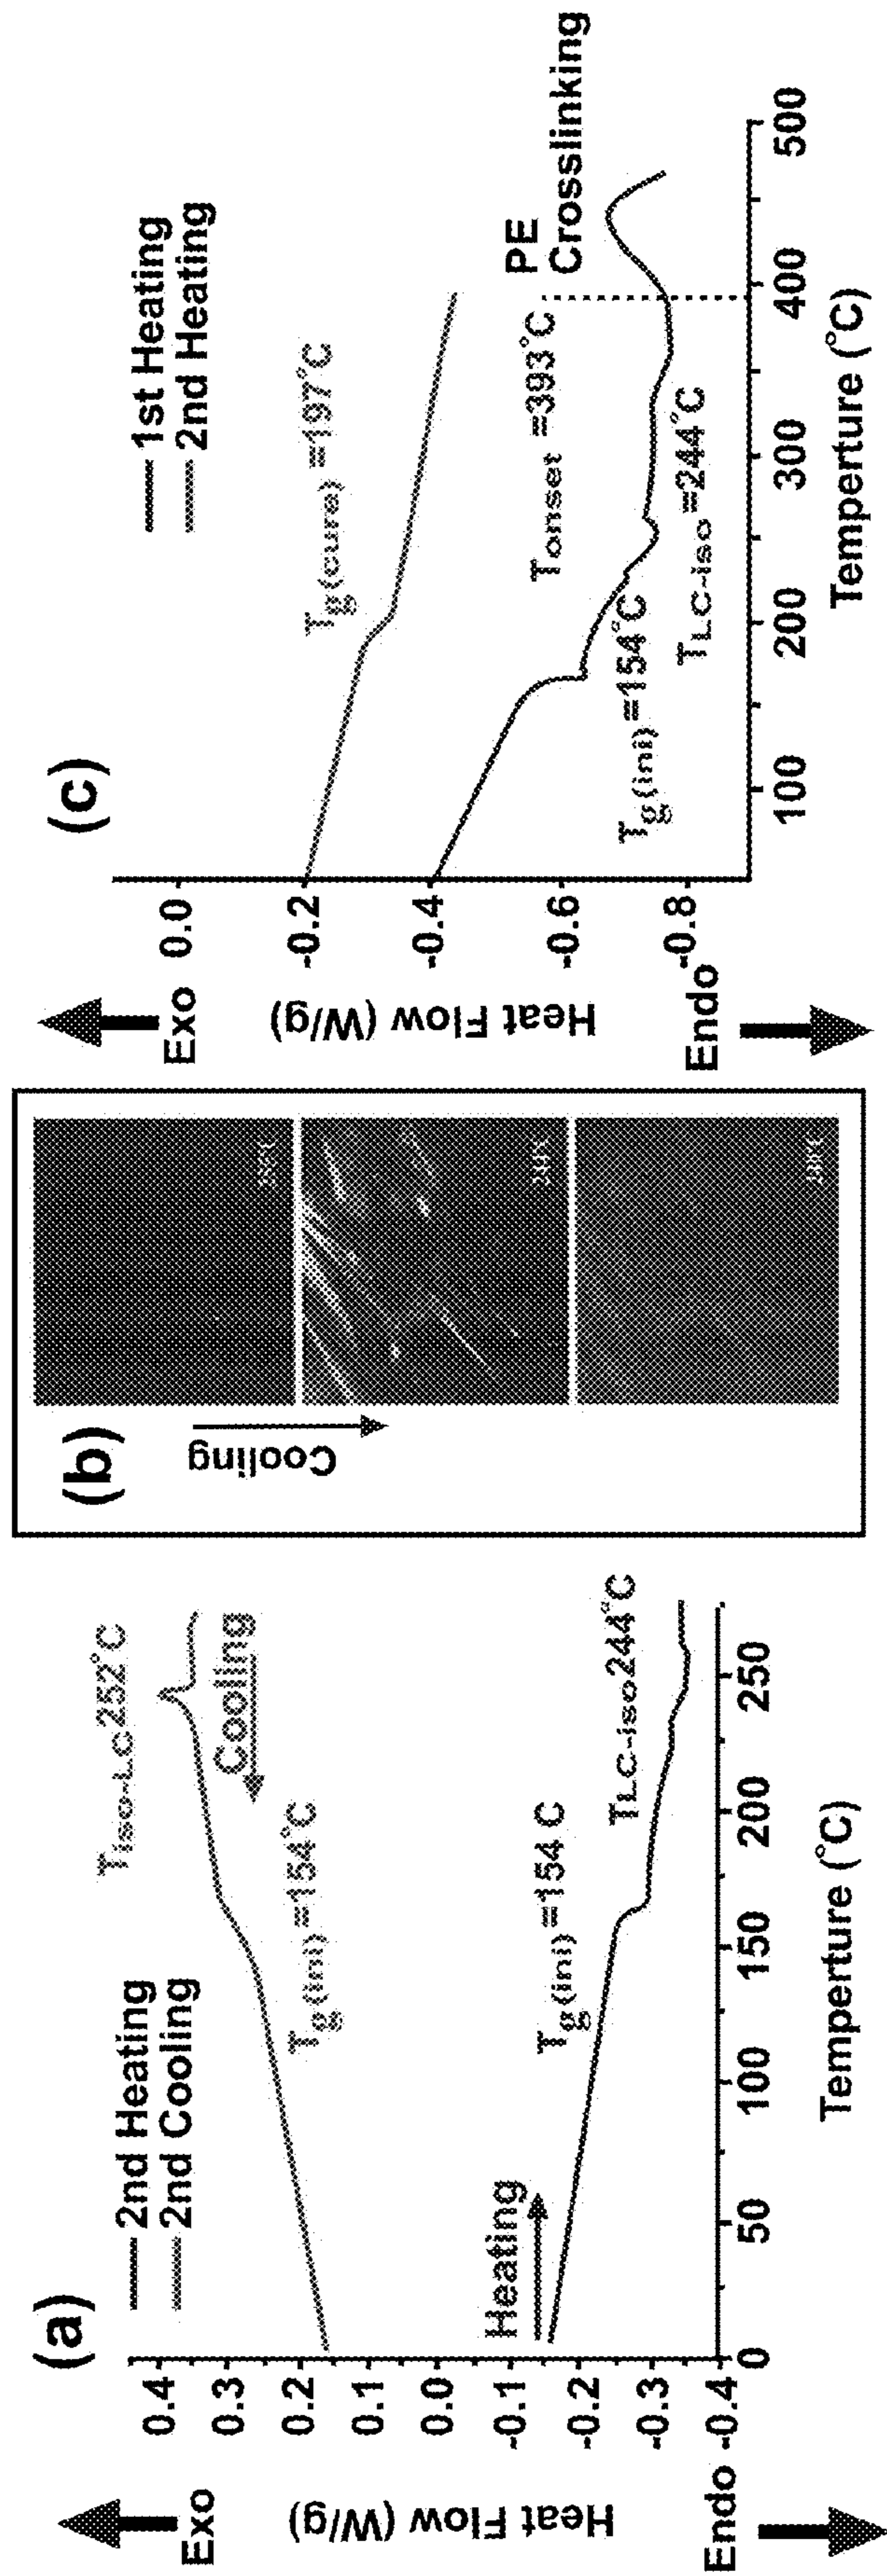 (a)
2nd Heating
2nd Cooling
Tiso-LC252°C
Cooling
Tg(ini)=154°C
Heating
Tg(ini)=154 C
TLC-iso244°C
Exo
Heat Flow (W/g)
Endo
0.4
0.3
0.2
0.1
0.0
-0.1
-0.2
-0.3
-0.4
0
50
100
150
200
250
Temperture (°C)
(b)
Cooling
(c)
1st Heating
2nd Heating
Tg(cure)=197°C
Tonset =393°C
PE
Crosslinking
Tg(ini)=154°C
TLC-iso=244°C
Exo
Heat Flow (W/g)
Endo
0.0
-0.2
-0.4
-0.6
-0.8
100
200
300
400
500
Temperture (°C)